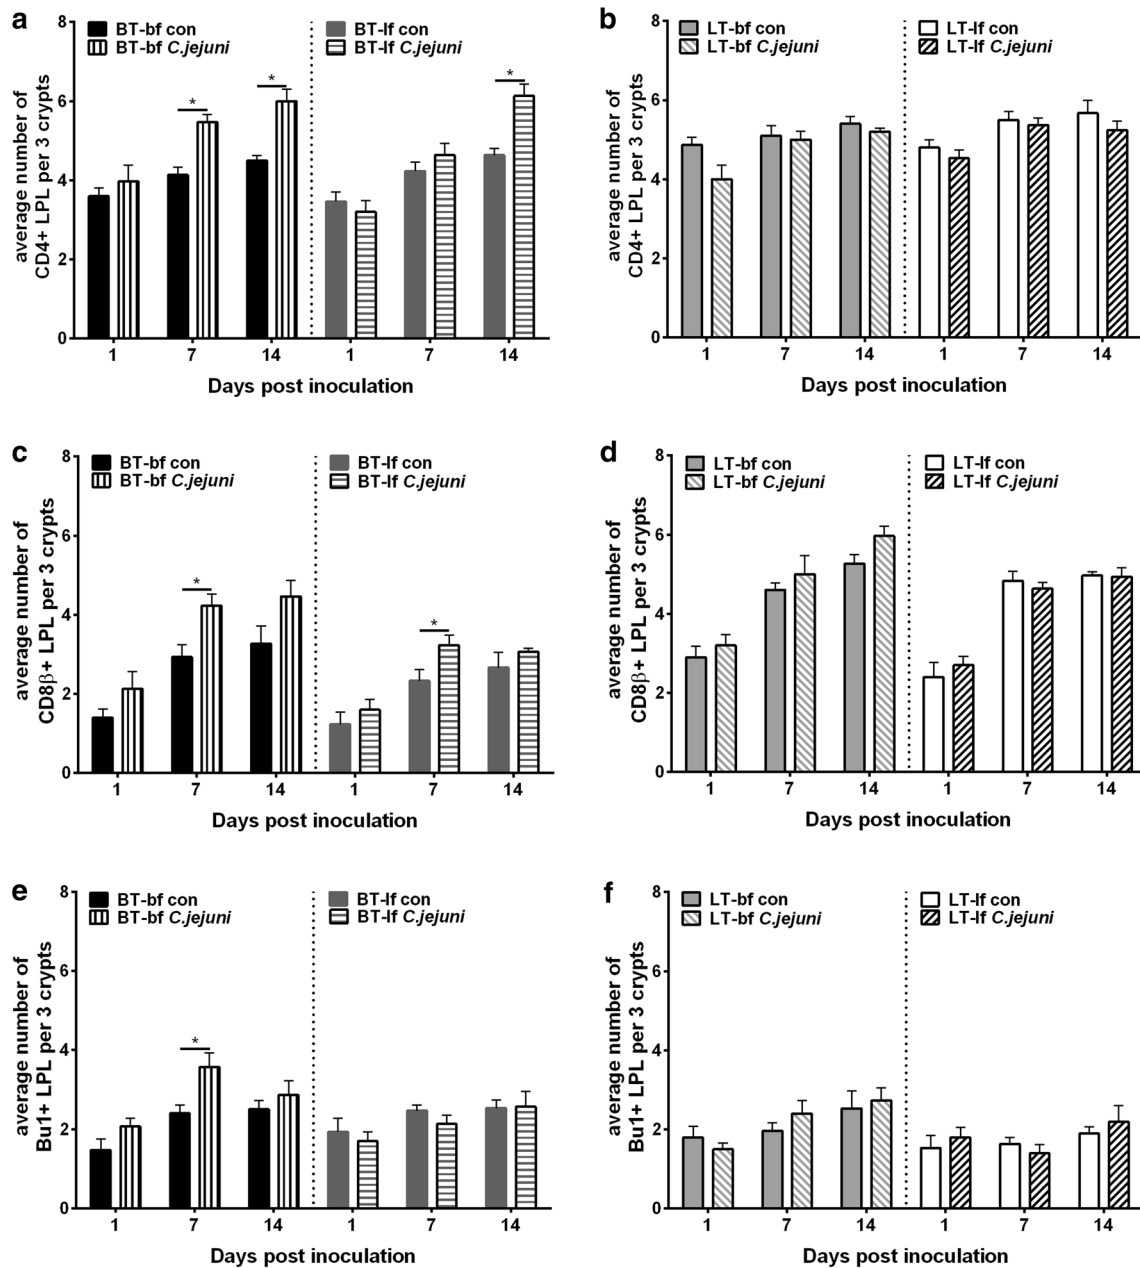 a
BT-bf con
BT-bf C.jejuni
BT-lf con
BT-lf C.jejuni
average number of
CD4+ LPL per 3 crypts
8
6
4
2
0
*
*
*
1
7
14
1
7
14
Days post inoculation
b
LT-bf con
LT-bf C.jejuni
LT-lf con
LT-lf C.jejuni
average number of
CD4+ LPL per 3 crypts
8
6
4
2
0
1
7
14
1
7
14
Days post inoculation
c
BT-bf con
BT-bf C.jejuni
BT-lf con
BT-lf C.jejuni
average number of
CD8β+ LPL per 3 crypts
8
6
4
2
0
*
*
1
7
14
1
7
14
Days post inoculation
d
LT-bf con
LT-bf C.jejuni
LT-lf con
LT-lf C.jejuni
average number of
CD8β+ LPL per 3 crypts
8
6
4
2
0
1
7
14
1
7
14
Days post inoculation
e
BT-bf con
BT-bf C.jejuni
BT-lf con
BT-lf C.jejuni
average number of
Bu1+ LPL per 3 crypts
8
6
4
2
0
*
1
7
14
1
7
14
Days post inoculation
f
LT-bf con
LT-bf C.jejuni
LT-lf con
LT-lf C.jejuni
average number of
Bu1+ LPL per 3 crypts
8
6
4
2
0
1
7
14
1
7
14
Days post inoculation